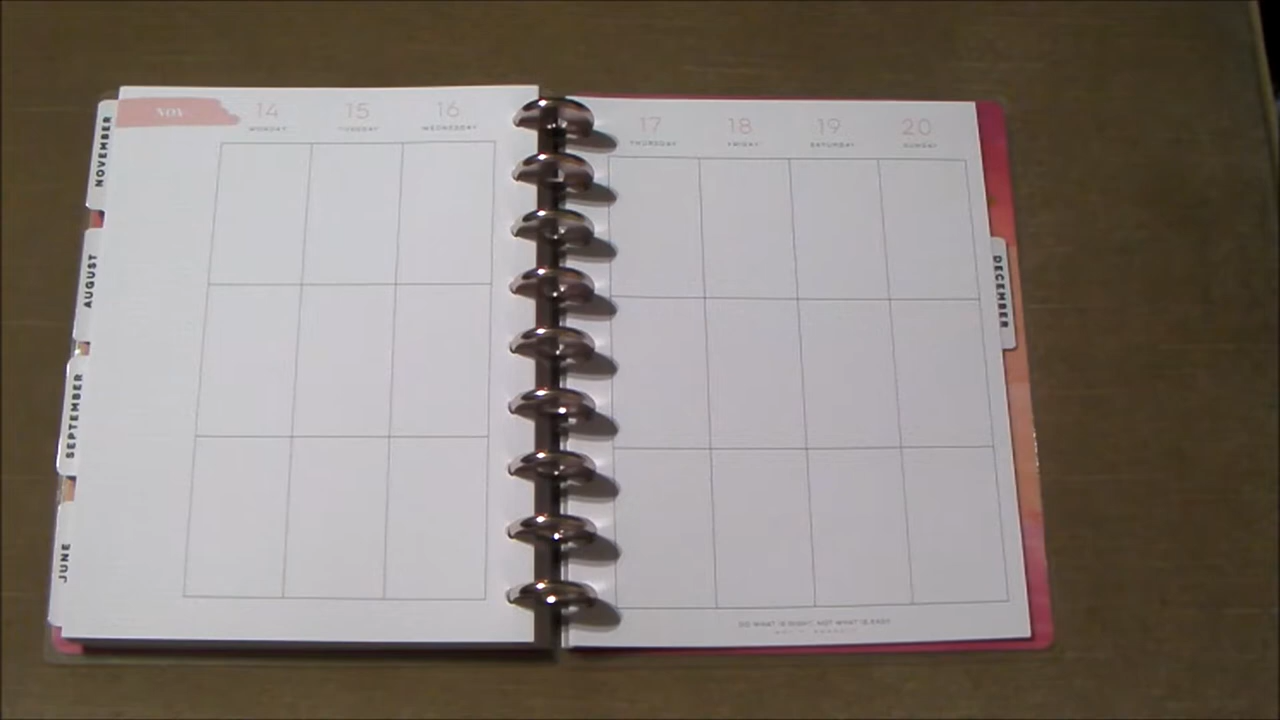 NOV
14 15 16
MONDAY TUESDAY WEDNESDAY
17 18 19 20
THURSDAY FRIDAY SATURDAY SUNDAY
NOVEMBER
AUGUST
SEPTEMBER
JUNE
DECEMBER
DO WHAT IS RIGHT, NOT WHAT IS EASY